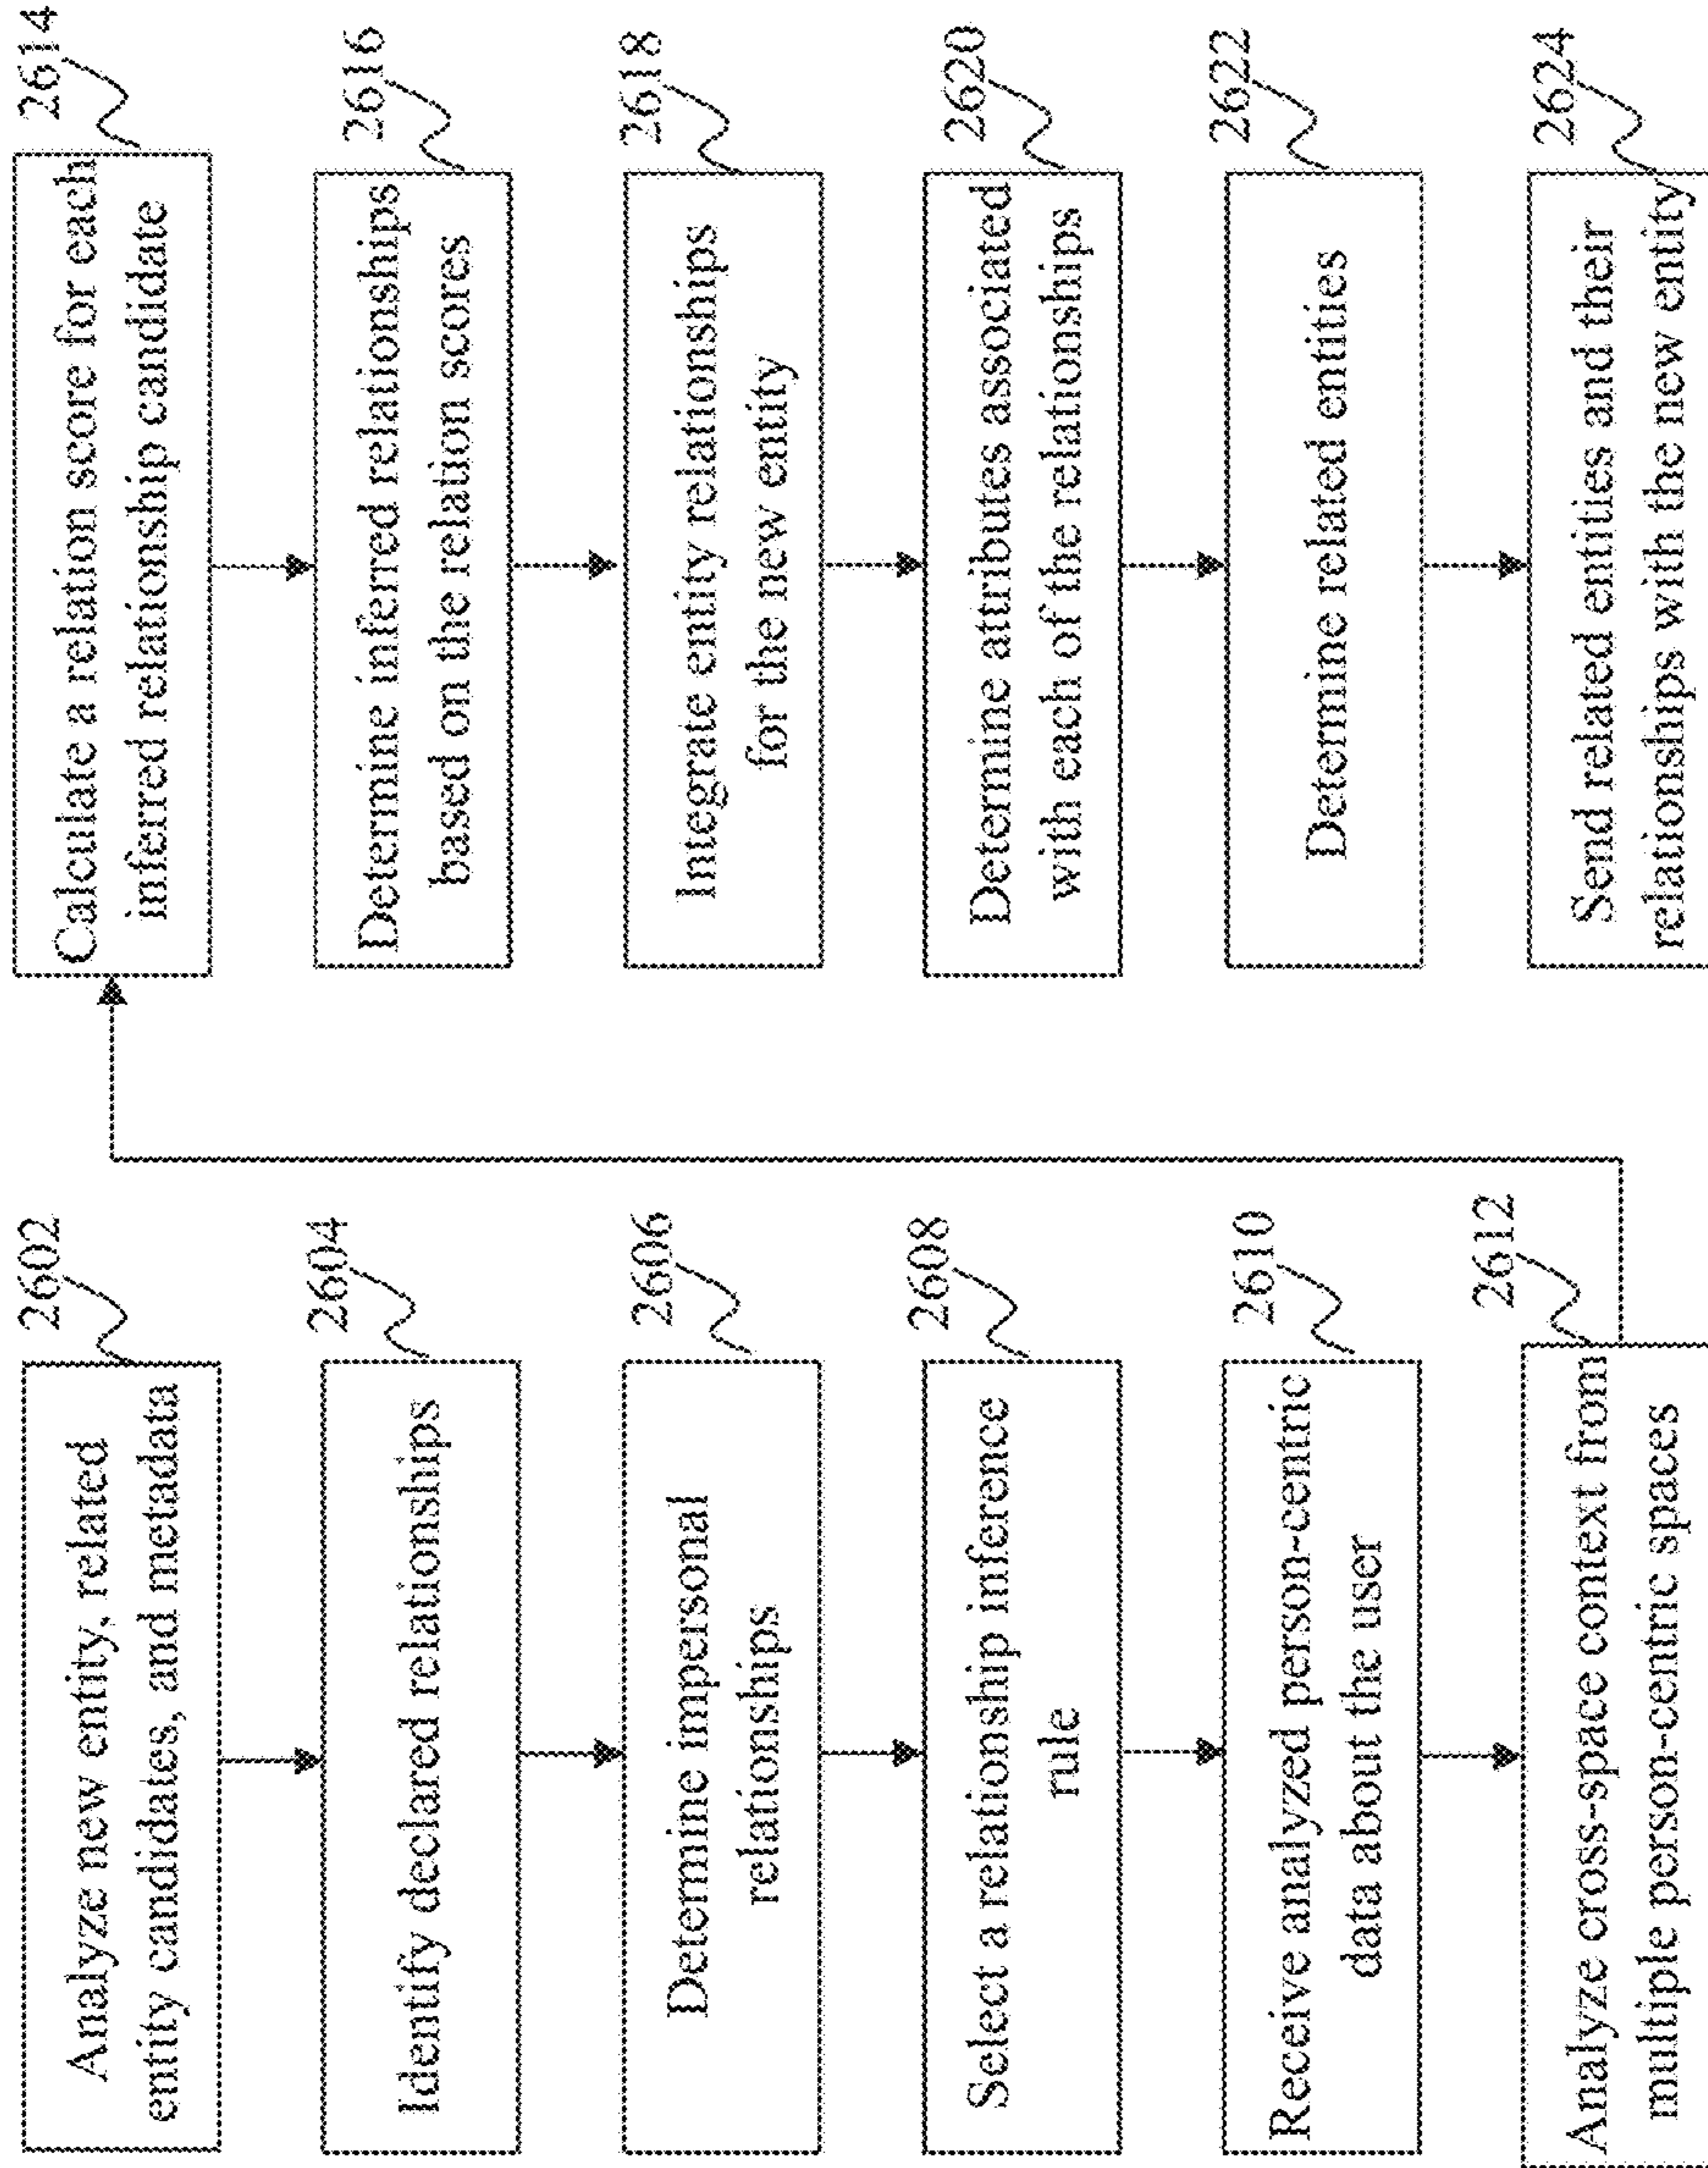 2602
Analyze new entity, related
entity candidates, and metadata
2604
Identify declared relationships
2606
Determine impersonal
relationships
2608
Select a relationship inference
rule
2610
Receive analyzed person-centric
data about the user
2612
Analyze cross-space context from
multiple person-centric spaces
2614
Calculate a relation score for each
inferred relationship candidate
2616
Determine inferred relationships
based on the relation scores
2618
Integrate entity relationships
for the new entity
2620
Determine attributes associated
with each of the relationships
2622
Determine related entities
2624
Send related entities and their
relationships with the new entity